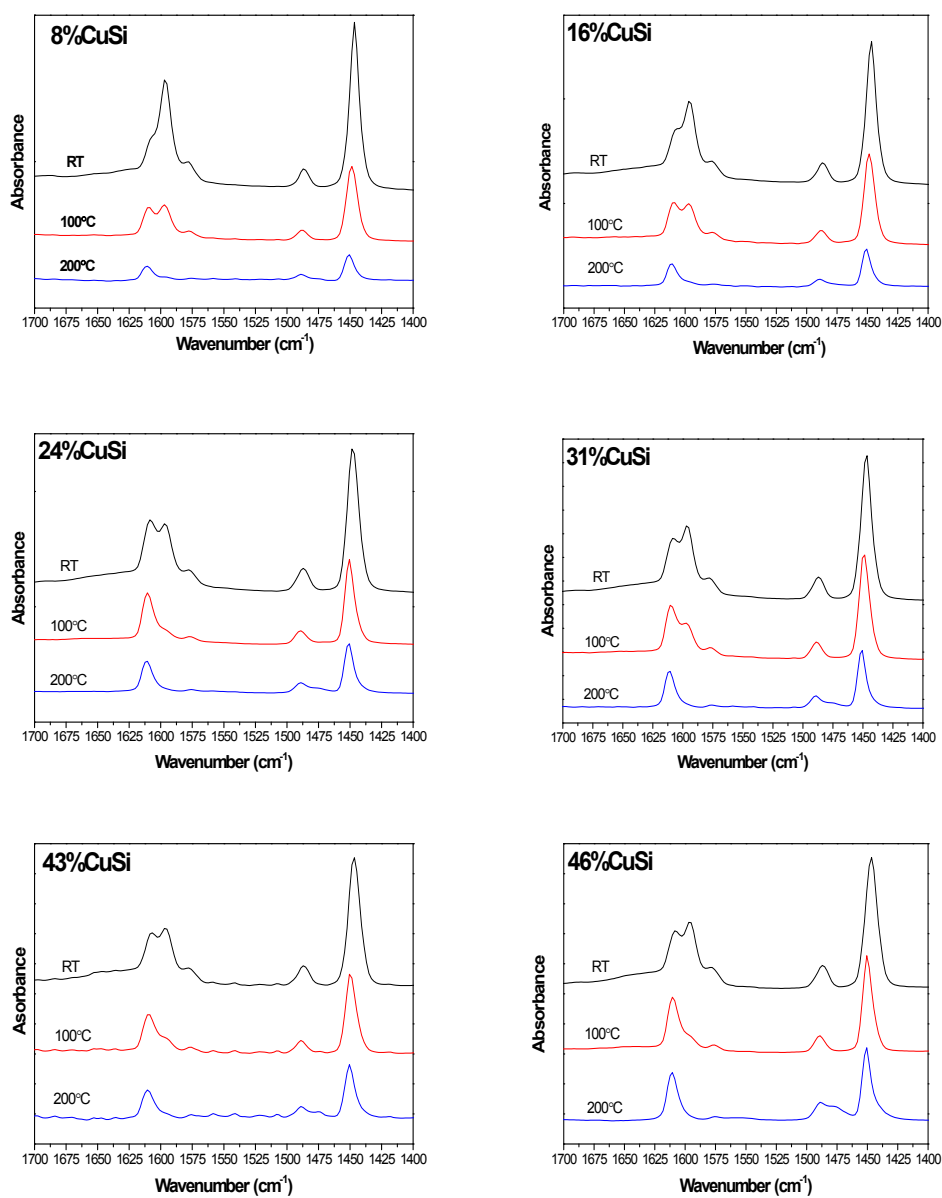 8%CuSi
Absorbance
RT
100ºC
200ºC
1700 1675 1650 1625 1600 1575 1550 1525 1500 1475 1450 1425 1400
Wavenumber (cm-1)
16%CuSi
Absorbance
RT
100°C
200°C
1700 1675 1650 1625 1600 1575 1550 1525 1500 1475 1450 1425 1400
Wavenumber (cm-1)
24%CuSi
Absorbance
RT
100°C
200°C
1700 1675 1650 1625 1600 1575 1550 1525 1500 1475 1450 1425 1400
Wavenumber (cm-1)
31%CuSi
Absorbance
RT
100°C
200°C
1700 1675 1650 1625 1600 1575 1550 1525 1500 1475 1450 1425 1400
Wavenumber (cm-1)
43%CuSi
Asorbance
RT
100°C
200°C
1700 1675 1650 1625 1600 1575 1550 1525 1500 1475 1450 1425 1400
Wavenumber (cm-1)
46%CuSi
Absorbance
RT
100°C
200°C
1700 1675 1650 1625 1600 1575 1550 1525 1500 1475 1450 1425 1400
Wavenumber (cm-1)